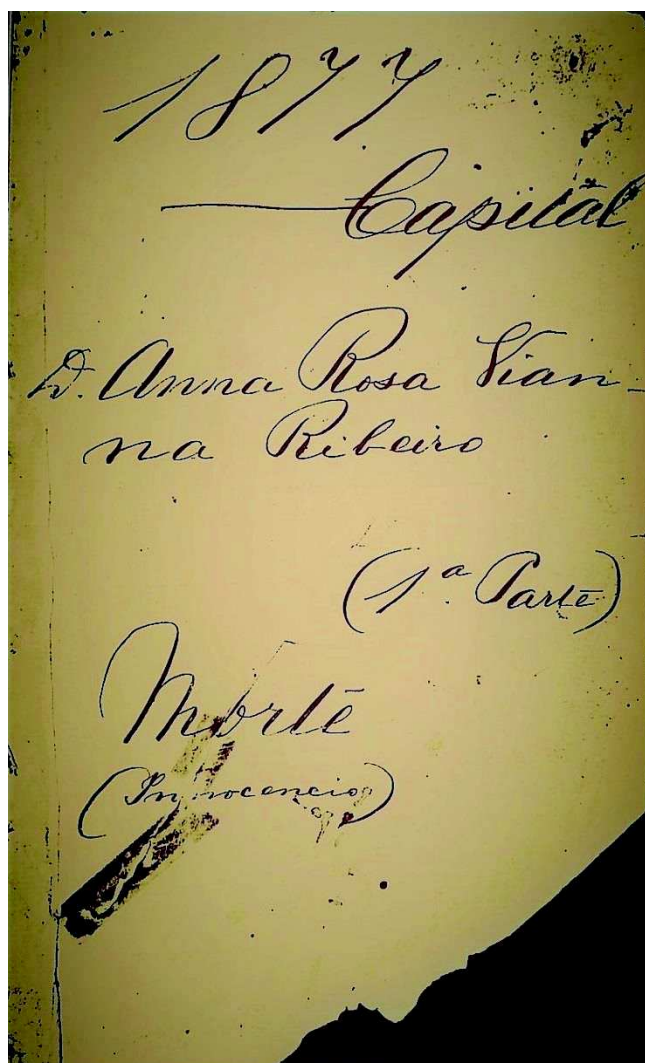 1877
Capital
D. Anna Rosa Vian-
na Ribeiro
(1ª Parte)
Morte
(Innocencio)